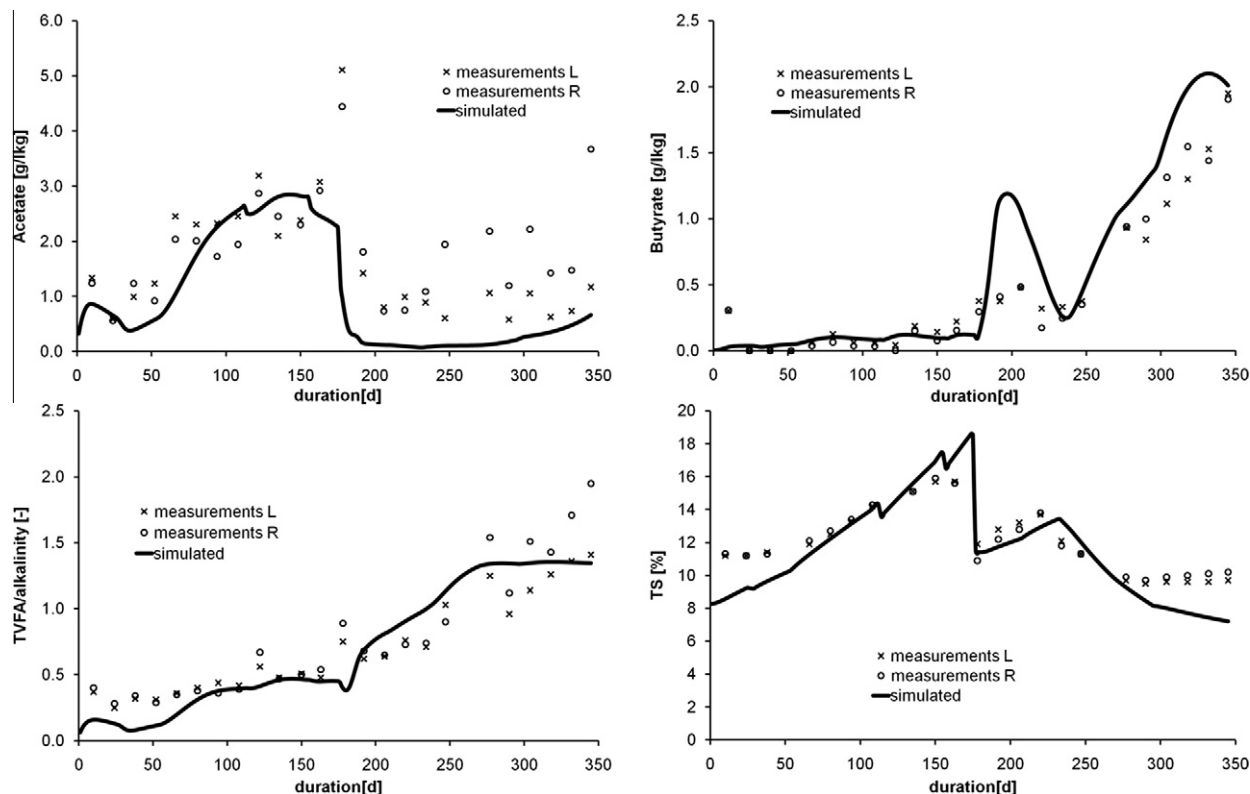 6.0
5.0
4.0
3.0
2.0
1.0
0.0
Acetate [g/lkg]
× measurements L
○ measurements R
simulated
0 50 100 150 200 250 300 350
duration[d]
2.5
2.0
1.5
1.0
0.5
0.0
Butyrate [g/lkg]
× measurements L
○ measurements R
simulated
0 50 100 150 200 250 300 350
duration[d]
2.5
2.0
1.5
1.0
0.5
0.0
TVFA/alkalinity [-]
× measurements L
○ measurements R
simulated
0 50 100 150 200 250 300 350
duration[d]
20
18
16
14
12
10
8
6
4
2
0
TS [%]
× measurements L
○ measurements R
simulated
0 50 100 150 200 250 300 350
duration[d]